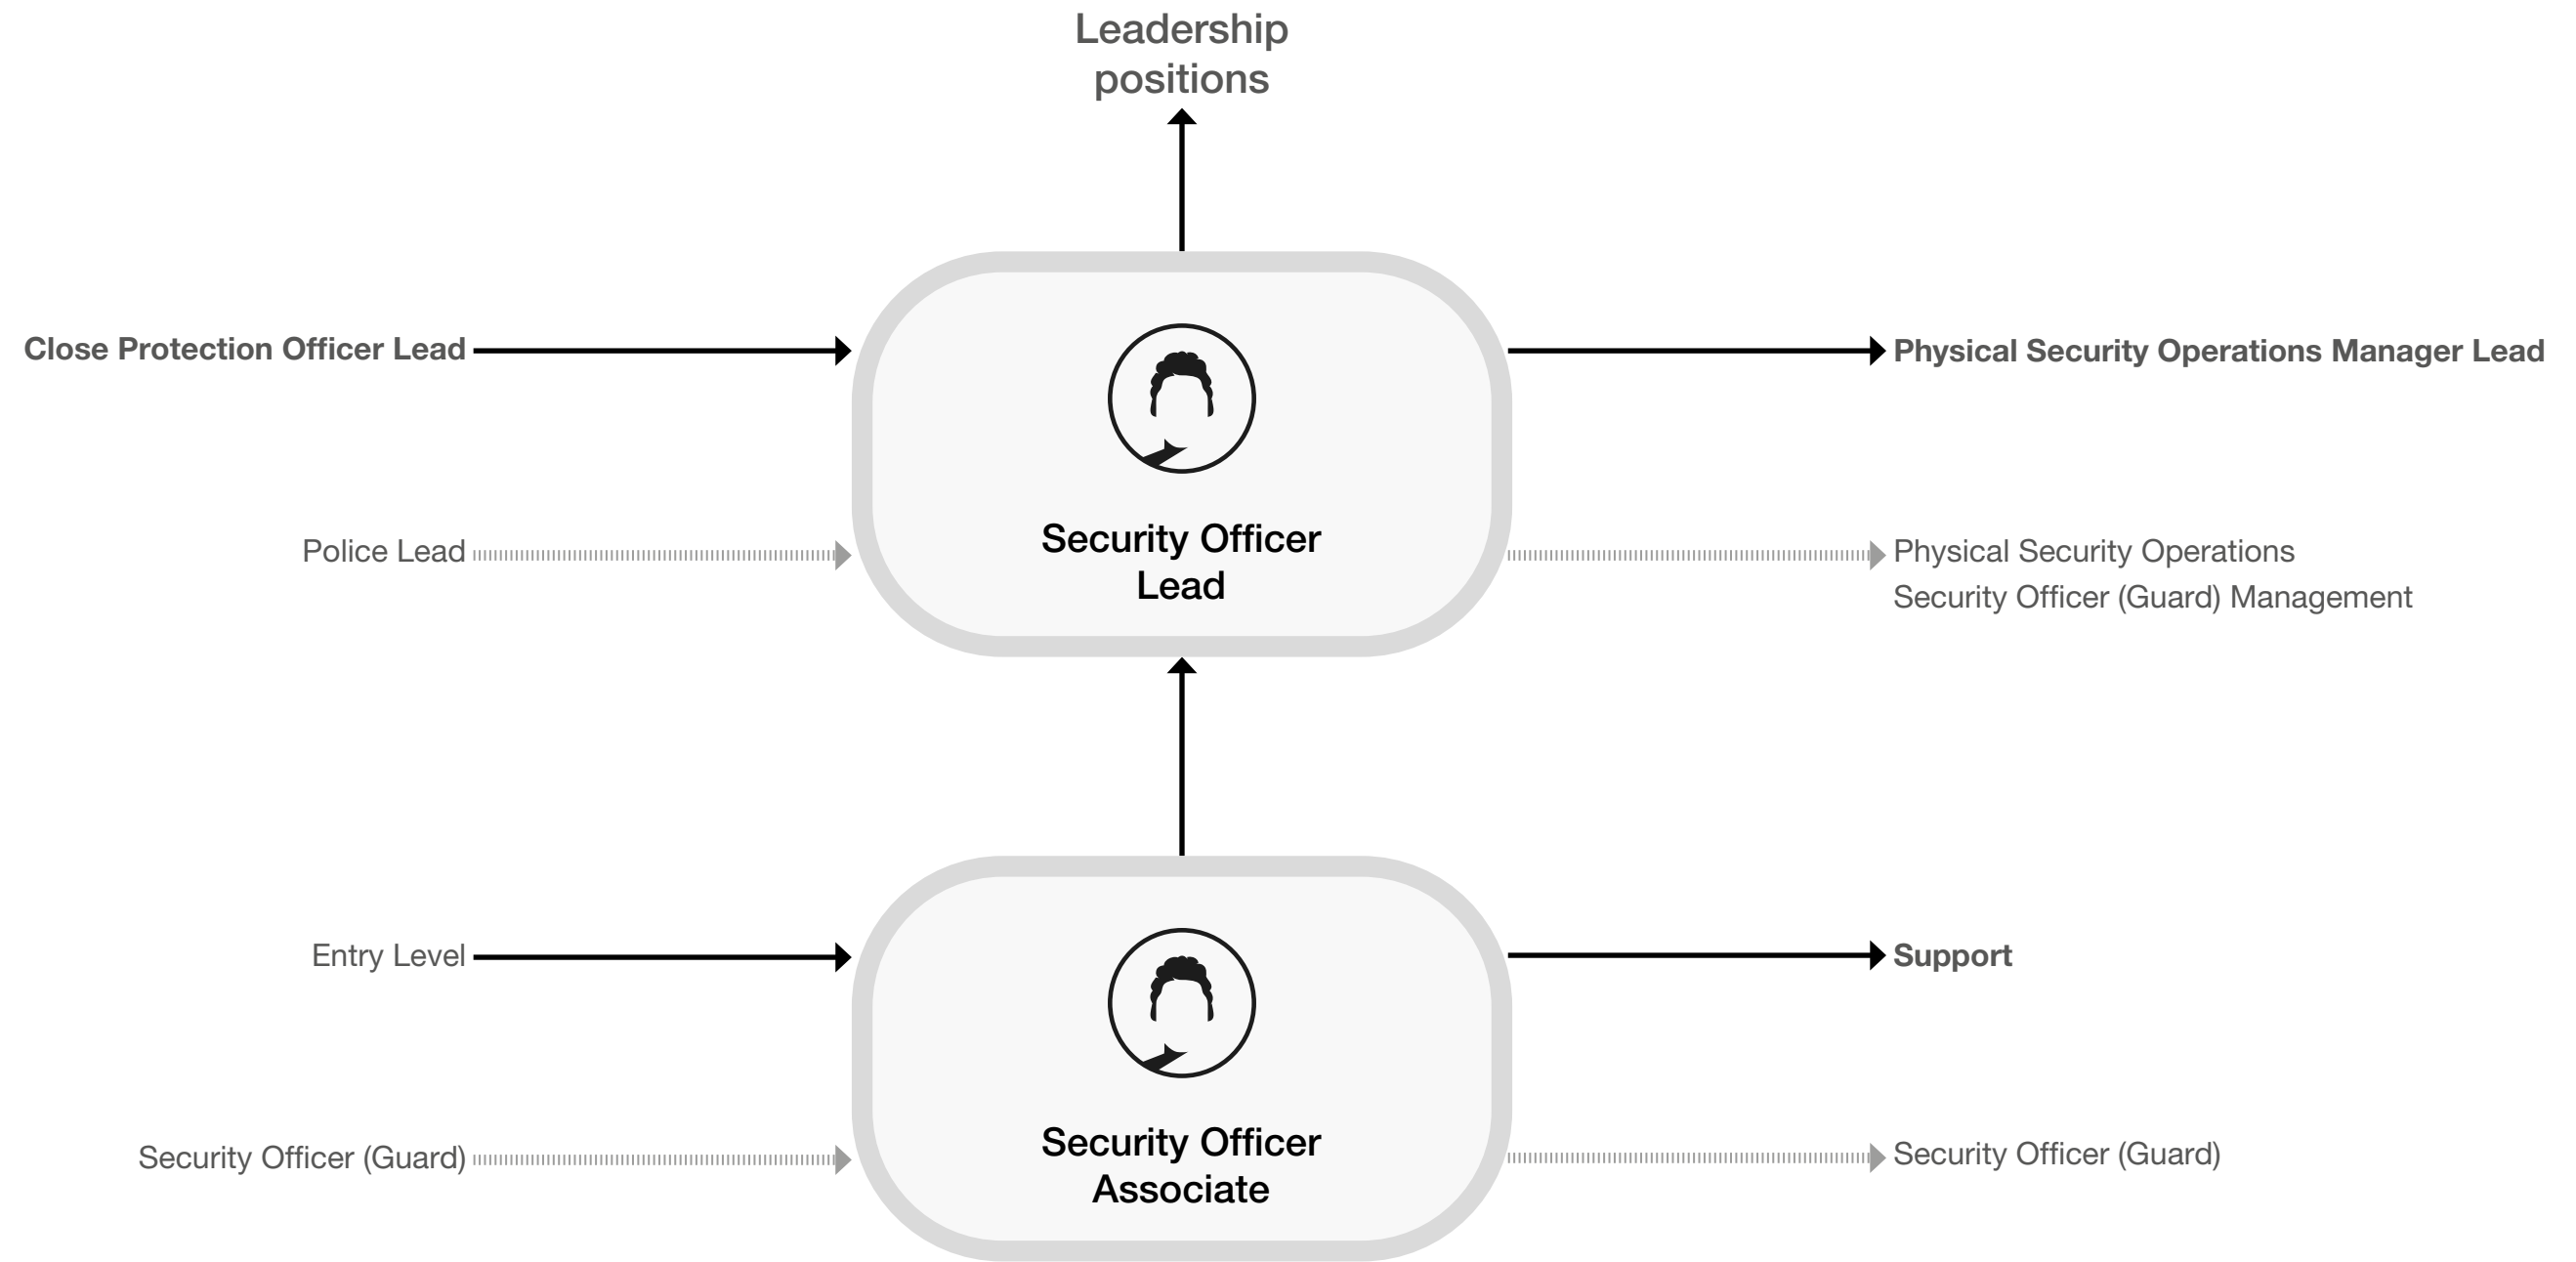 Leadership
positions
Close Protection Officer Lead
Physical Security Operations Manager Lead
Police Lead
Security Officer
Lead
Physical Security Operations
Security Officer (Guard) Management
Entry Level
Support
Security Officer (Guard)
Security Officer
Associate
Security Officer (Guard)